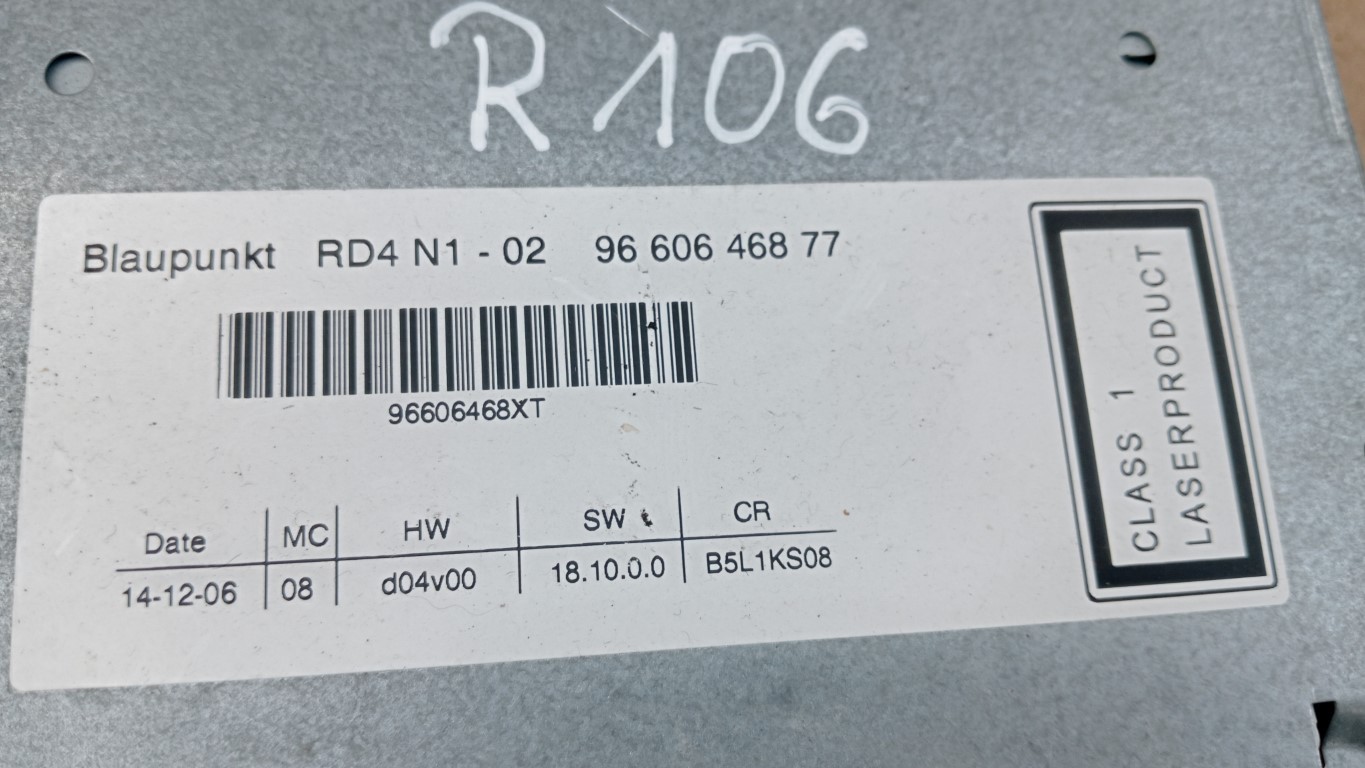 R 106
Blaupunkt RD4 N1 - 02 96 606 468 77
96606468XT
Date MC HW SW CR
14-12-06 08 d04v00 18.10.0.0 B5L1KS08
CLASS 1
LASERPRODUCT